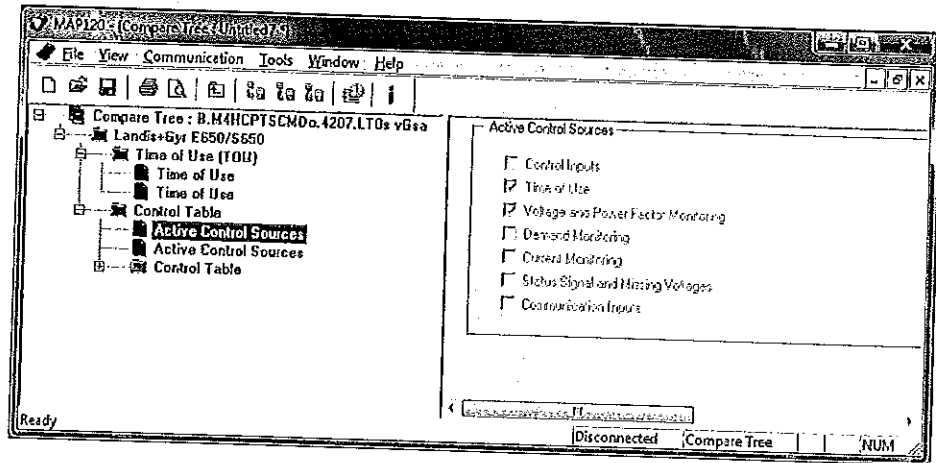 MAP120 - [Compare Tree / Untitled7.*]
File View Communication Tools Window Help
Compare Tree : B.M4HCPTSCMDo.4207.LT0s vGsa
Landis+Gyr E650/S650
Time of Use (TOU)
Time of Use
Time of Use
Control Table
Active Control Sources
Active Control Sources
Control Table
Active Control Sources
Control Inputs
Time of Use
Voltage and Power Factor Monitoring
Demand Monitoring
Current Monitoring
Status Signal and Missing Voltages
Communication Inputs
Ready
Disconnected
Compare Tree
NUM